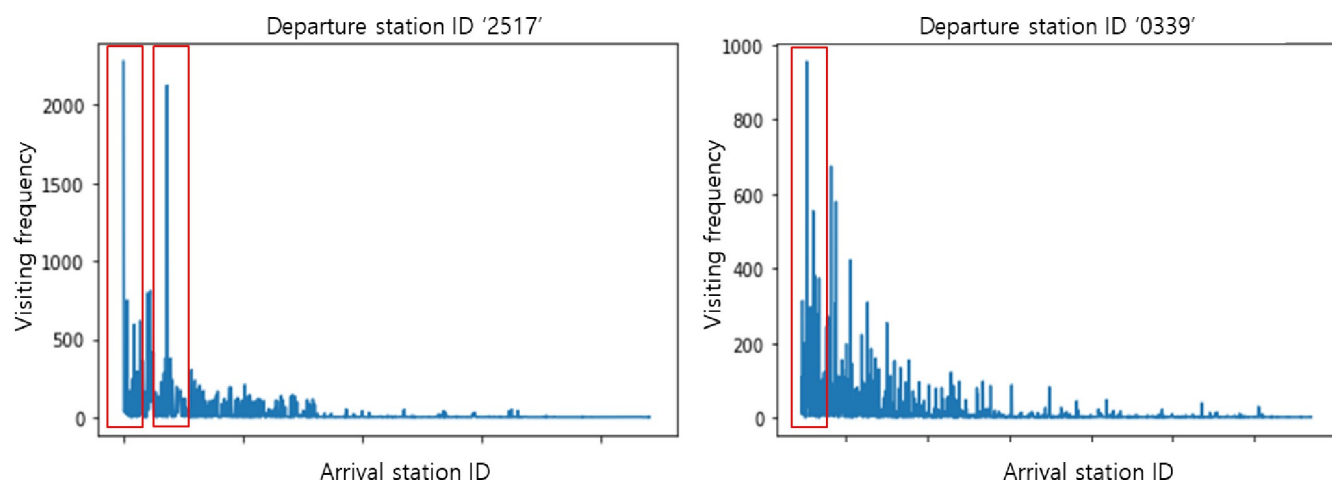 Departure station ID '2517'
Visiting frequency
2000
1500
1000
500
0
Arrival station ID
Departure station ID '0339'
Visiting frequency
1000
800
600
400
200
0
Arrival station ID